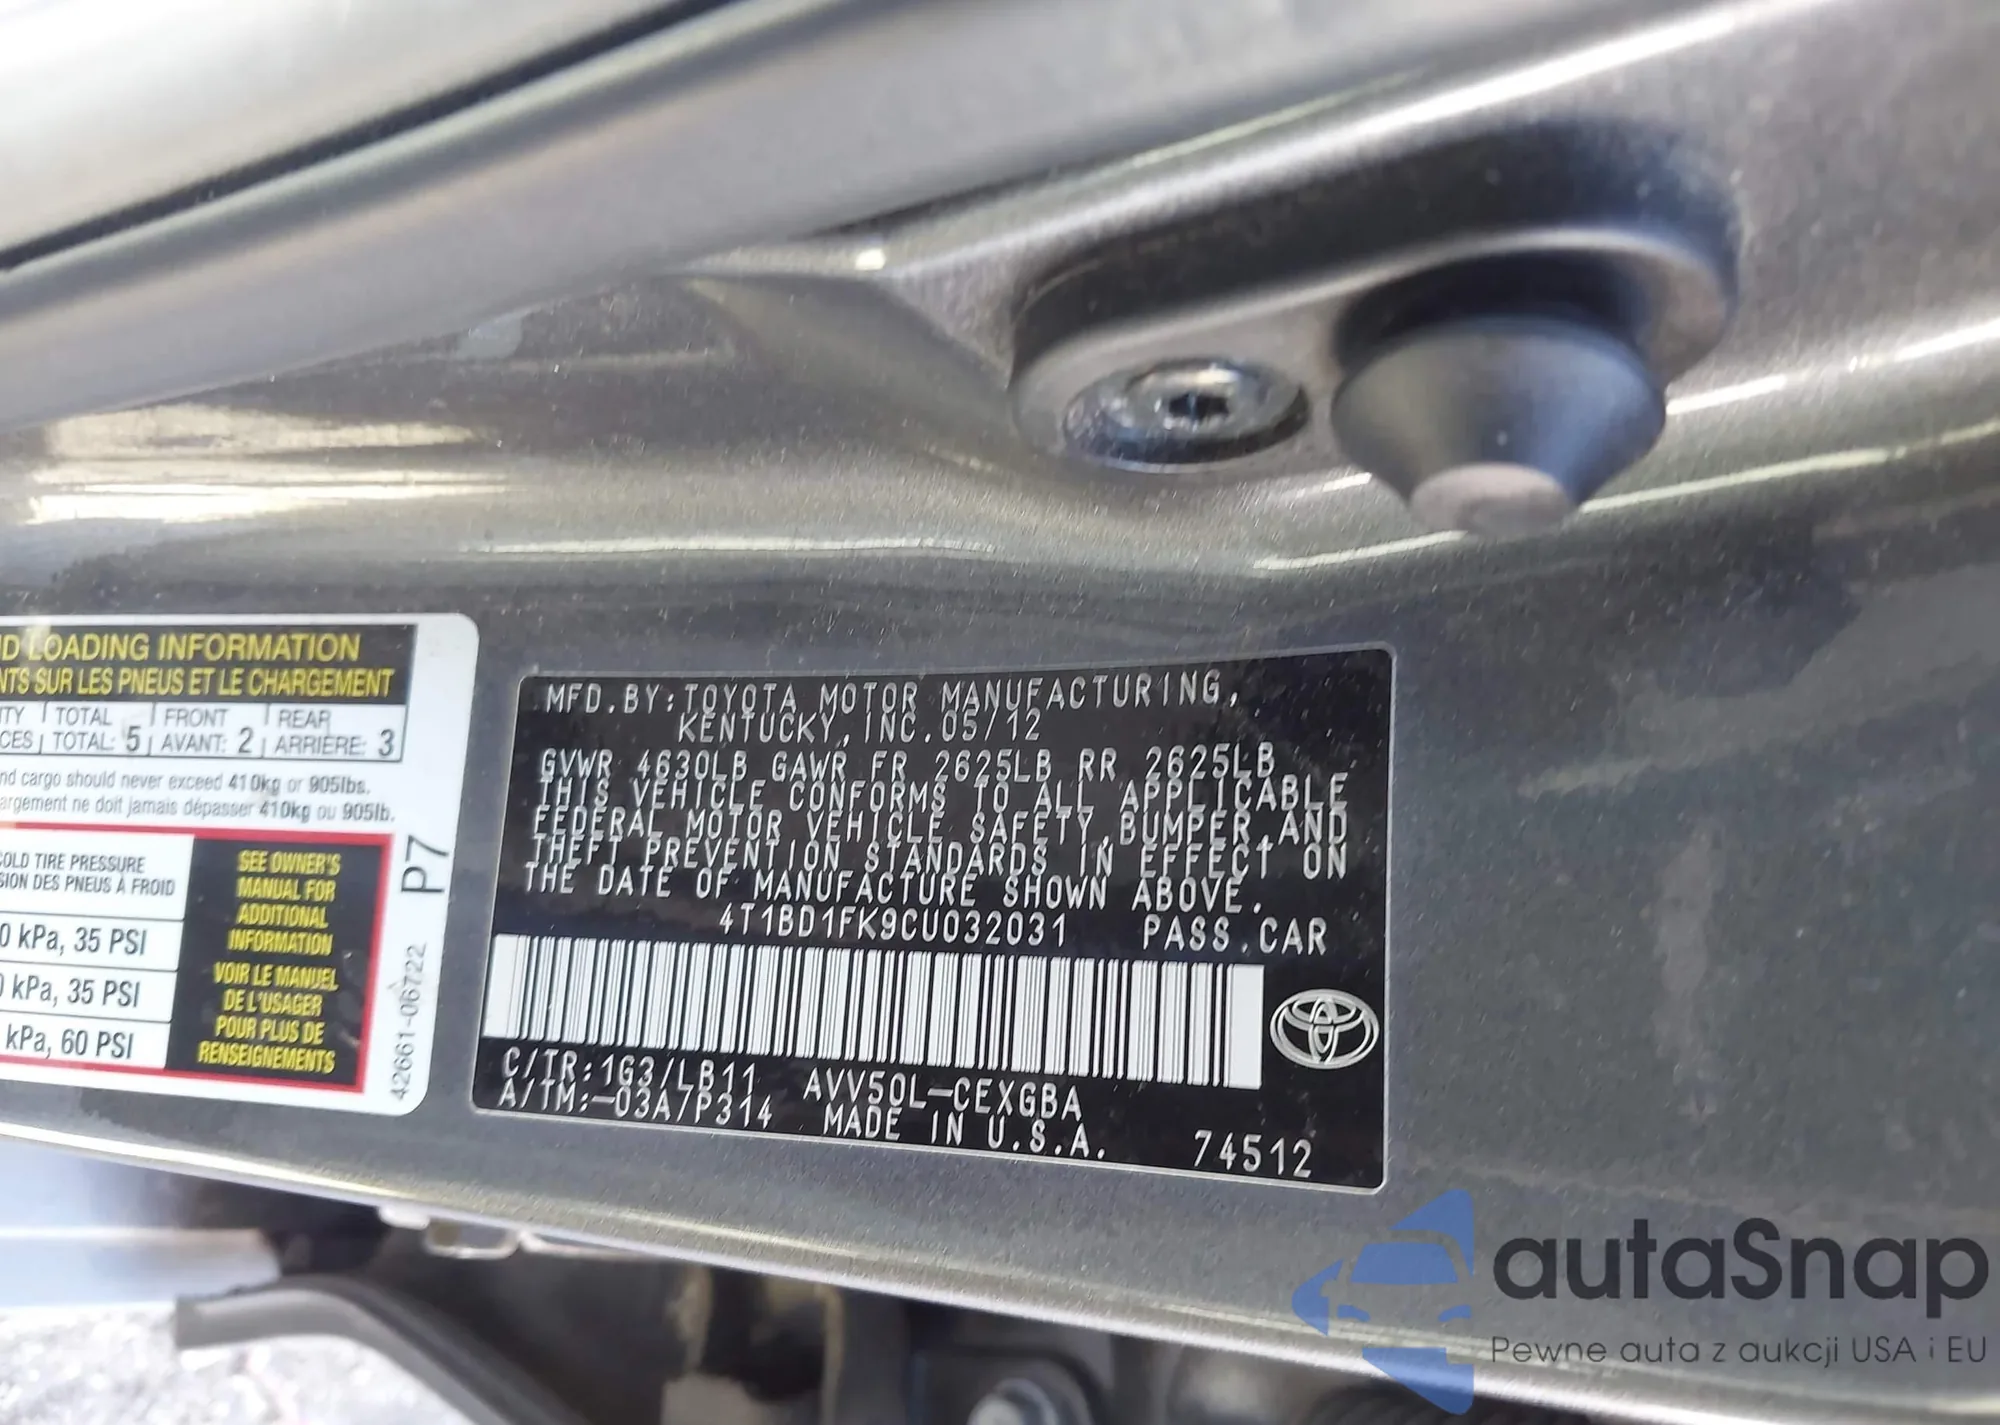 D LOADING INFORMATION
NTS SUR LES PNEUS ET LE CHARGEMENT
TY TOTAL FRONT REAR
CES TOTAL: 5 AVANT: 2 ARRIÈRE: 3
nd cargo should never exceed 410kg or 905lbs.
argement ne doit jamais dépasser 410kg ou 905lb.
COLD TIRE PRESSURE
SION DES PNEUS À FROID
0 kPa, 35 PSI
0 kPa, 35 PSI
kPa, 60 PSI
SEE OWNER'S
MANUAL FOR
ADDITIONAL
INFORMATION
VOIR LE MANUEL
DE L'USAGER
POUR PLUS DE
RENSEIGNEMENTS
P7
42661-06722
MFD.BY:TOYOTA MOTOR MANUFACTURING,
KENTUCKY,INC.05/12
GVWR 4630LB GAWR FR 2625LB RR 2625LB
THIS VEHICLE CONFORMS TO ALL APPLICABLE
FEDERAL MOTOR VEHICLE SAFETY,BUMPER,AND
THEFT PREVENTION STANDARDS IN EFFECT ON
THE DATE OF MANUFACTURE SHOWN ABOVE.
4T1BD1FK9CU032031 PASS.CAR
C/TR:1G3/LB11 AVV50L-CEXGBA
A/TM:-03A/P314 MADE IN U.S.A. 74512
autaSnap
Pewne auta z aukcji USA i EU